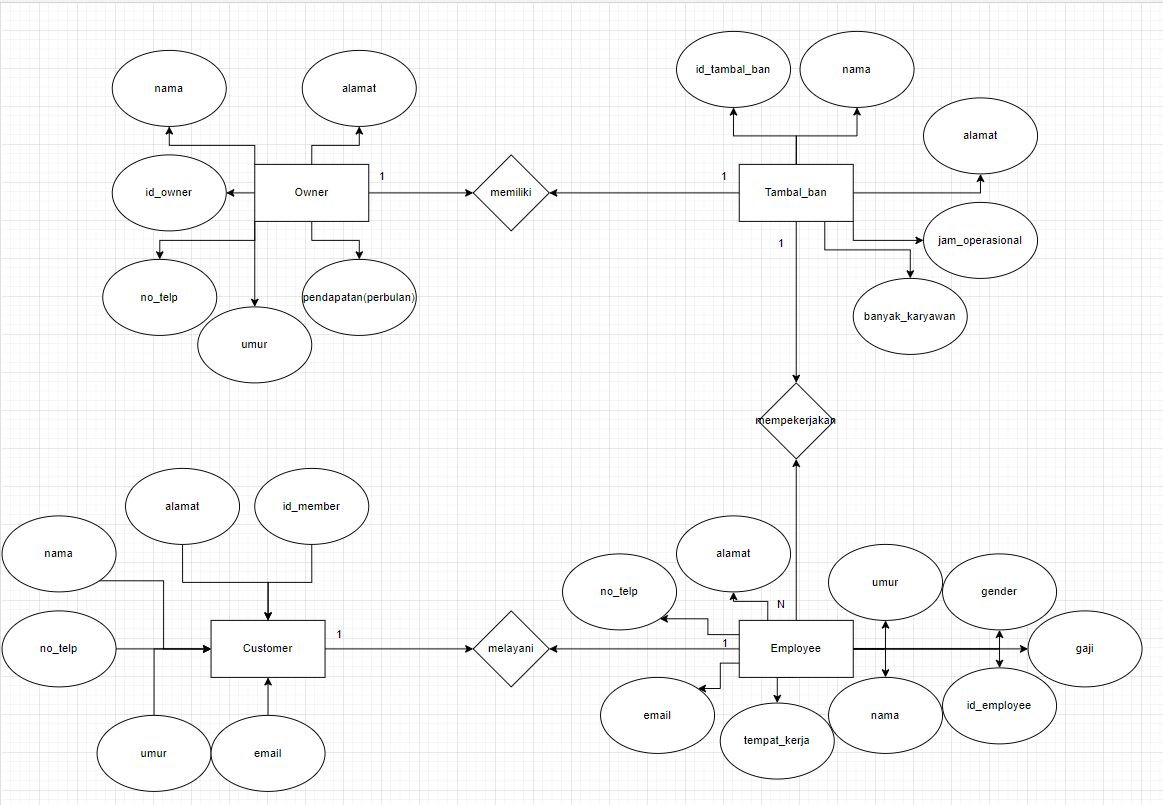 id_tambal_ban
nama
nama
alamat
alamat
id_owner
Owner
1
memiliki
1
Tambal_ban
jam_operasional
1
no_telp
pendapatan(perbulan)
banyak_karyawan
umur
mempekerjakan
alamat
id_member
nama
alamat
umur
gender
no_telp
N
no_telp
Customer
1
melayani
1
Employee
gaji
email
nama
id_employee
tempat_kerja
umur
email